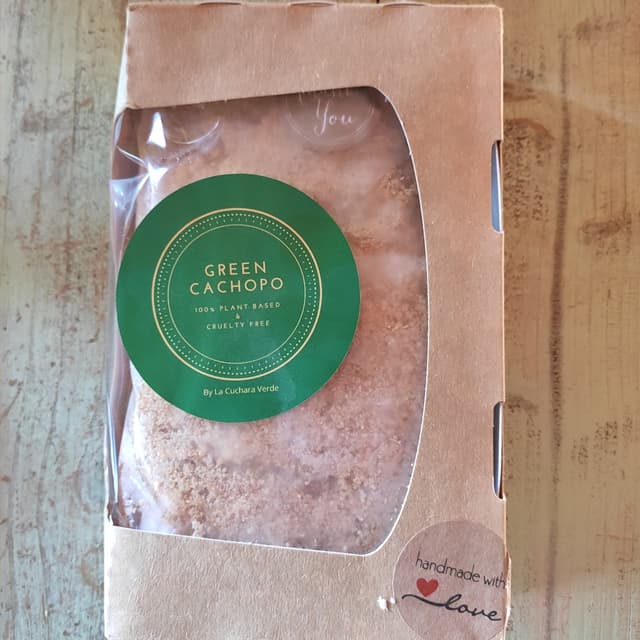 You
GREEN
CACHOPO
100% PLANT BASED
&
CRUELTY FREE
By La Cuchara Verde
handmade with
love